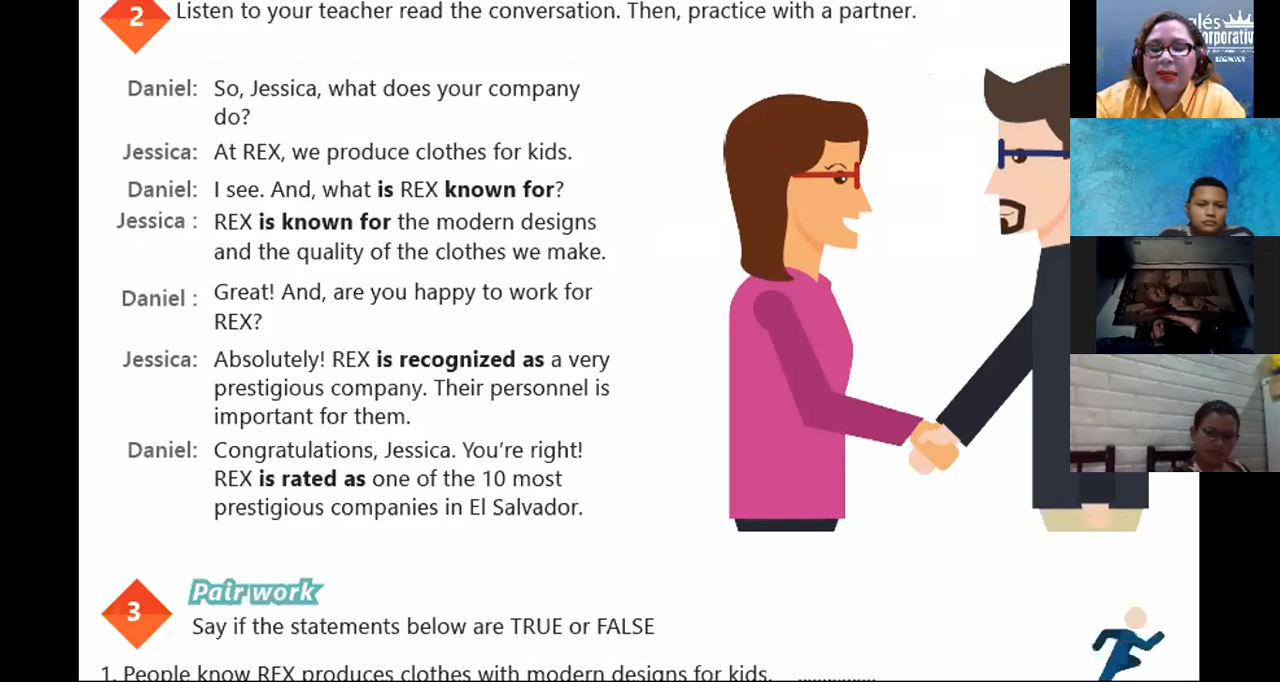 2 Listen to your teacher read the conversation. Then, practice with a partner.
Daniel: So, Jessica, what does your company
do?
Jessica: At REX, we produce clothes for kids.
Daniel: I see. And, what is REX known for?
Jessica : REX is known for the modern designs
and the quality of the clothes we make.
Daniel : Great! And, are you happy to work for
REX?
Jessica: Absolutely! REX is recognized as a very
prestigious company. Their personnel is
important for them.
Daniel: Congratulations, Jessica. You're right!
REX is rated as one of the 10 most
prestigious companies in El Salvador.
3 Pair work
Say if the statements below are TRUE or FALSE
1. People know REX produces clothes with modern designs for kids. ................
glés
orporativ
BEGINNER